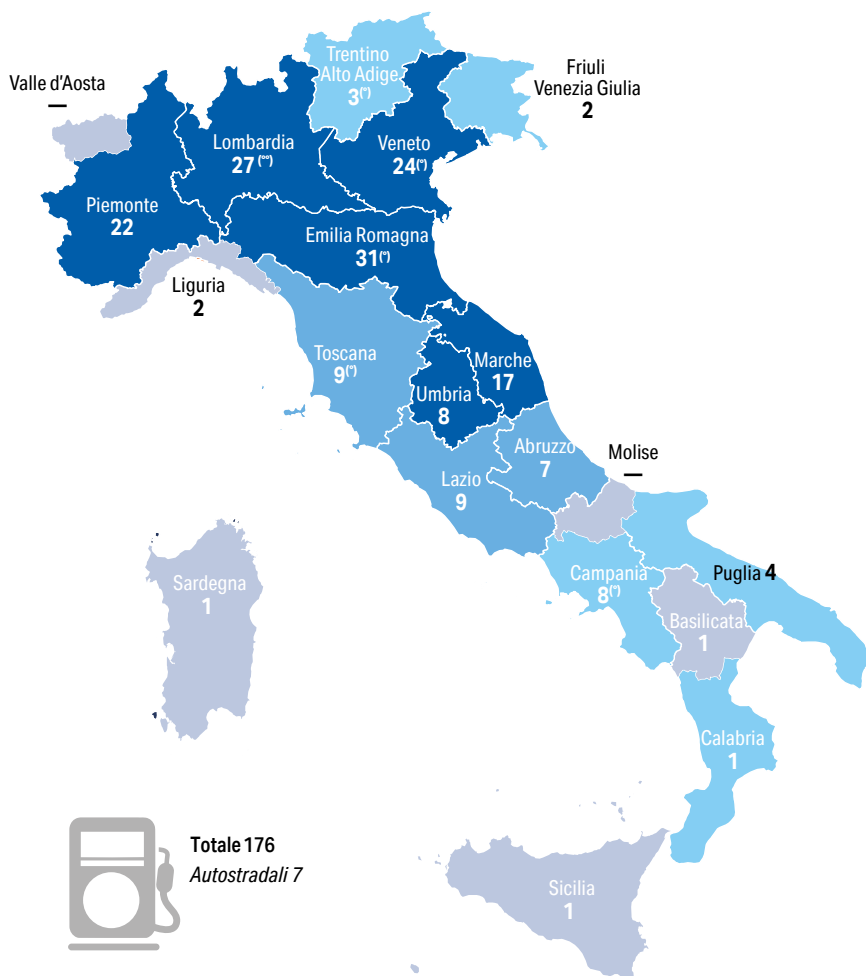 Valle d'Aosta
—
Trentino
Alto Adige
3(°)
Friuli
Venezia Giulia
2
Lombardia
27 (°°)
Veneto
24(°)
Piemonte
22
Emilia Romagna
31(°)
Liguria
2
Toscana
9(°)
Marche
17
Umbria
8
Abruzzo
7
Molise
—
Lazio
9
Sardegna
1
Campania
8(°)
Puglia 4
Basilicata
1
Calabria
1
Totale 176
Autostradali 7
Sicilia
1